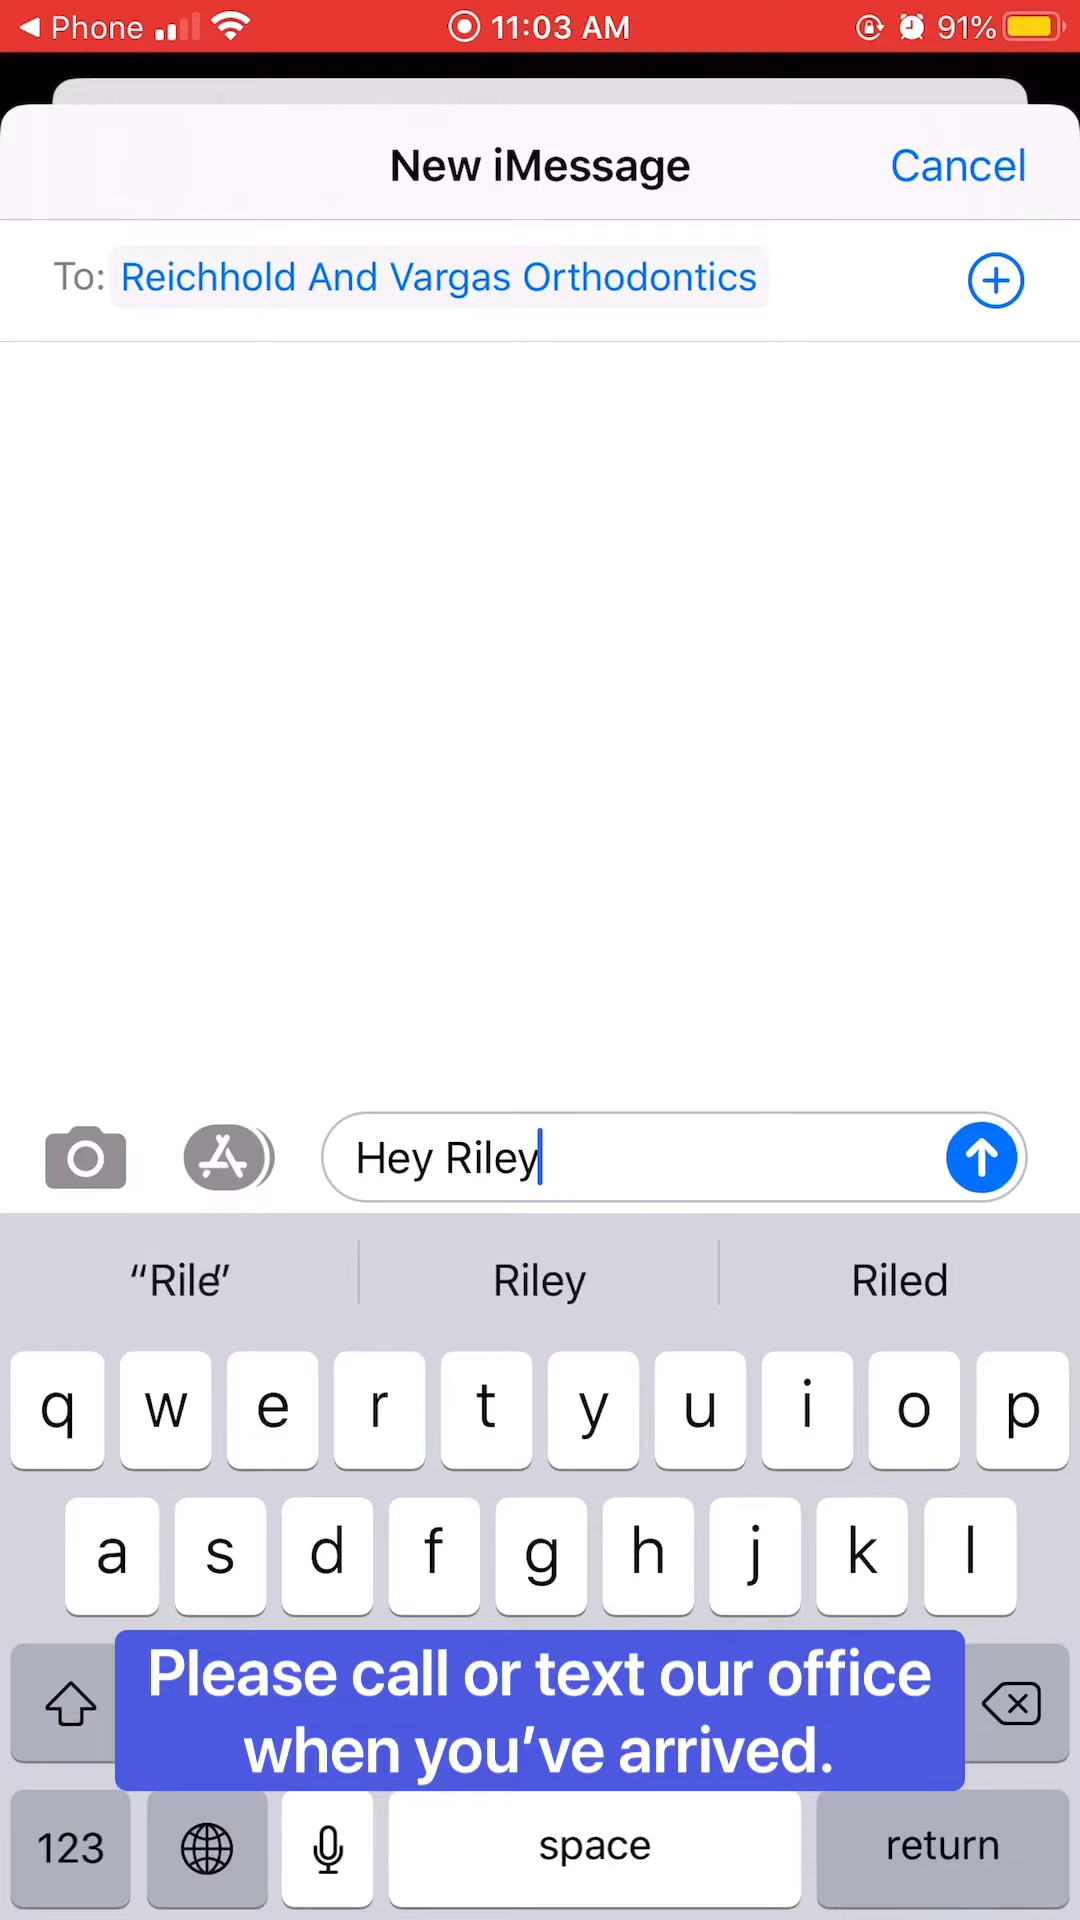 Phone 11:03 AM 91%
New iMessage Cancel
To: Reichhold And Vargas Orthodontics
Hey Riley
“Rile” Riley Riled
q w e r t y u i o p
a s d f g h j k l
Please call or text our office
when you’ve arrived.
123 space return